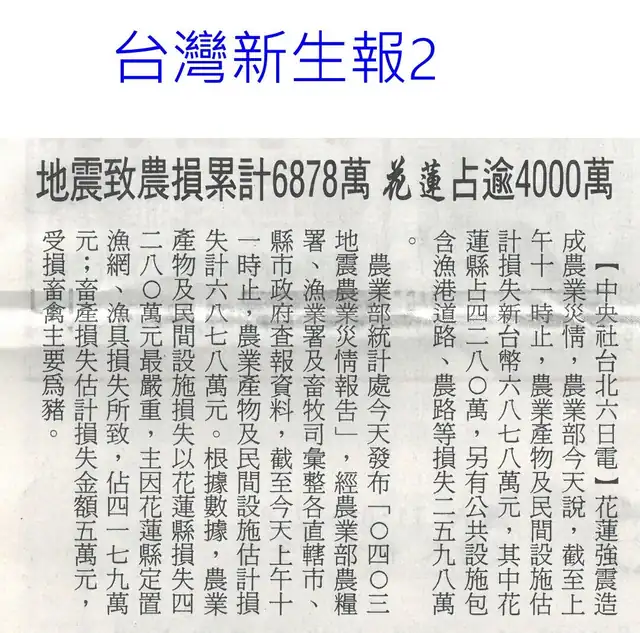 台灣新生報2
地震致農損累計6878萬 花蓮占逾4000萬
【中央社台北六日電】花蓮強震造
成農業災情，農業部今天說，截至上
午十一時止，農業產物及民間設施估
計損失新台幣六八七八萬元，其中花
蓮縣占四二八〇萬，另有公共設施包
含漁港道路、農路等損失二五九八萬
。
農業部統計處今天發布「〇四〇三
地震農業災情報告」，經農業部農糧
署、漁業署及畜牧司彙整各直轄市、
縣市政府查報資料，截至今天上午十
一時止，農業產物及民間設施估計損
失計六八七八萬元。根據數據，農業
產物及民間設施損失以花蓮縣損失四
二八〇萬元最嚴重，主因花蓮縣定置
漁網、漁具損失所致，佔四一七九萬
元；畜產損失估計損失金額五萬元，
受損畜禽主要為豬。